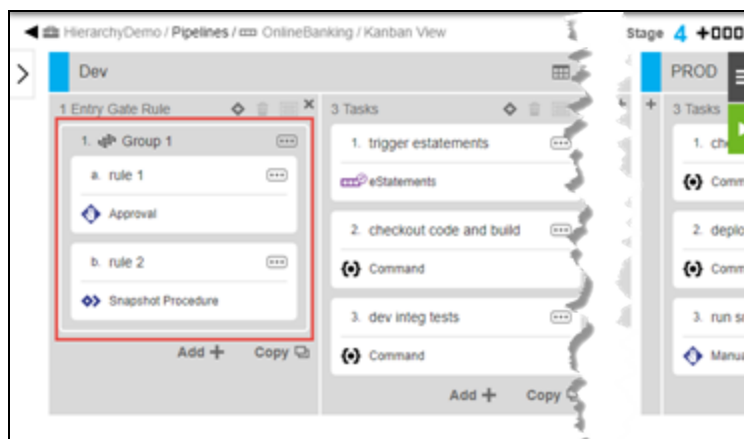 HierarchyDemo / Pipelines / OnlineBanking / Kanban View
Stage 4
Dev
PROD
1 Entry Gate Rule
3 Tasks
3 Tasks
1. Group 1
1. trigger estatements
1.
a. rule 1
eStatements
Approval
2. checkout code and build
2.
b. rule 2
Command
Snapshot Procedure
3. dev integ tests
3. run
Add Copy
Command
Add Copy